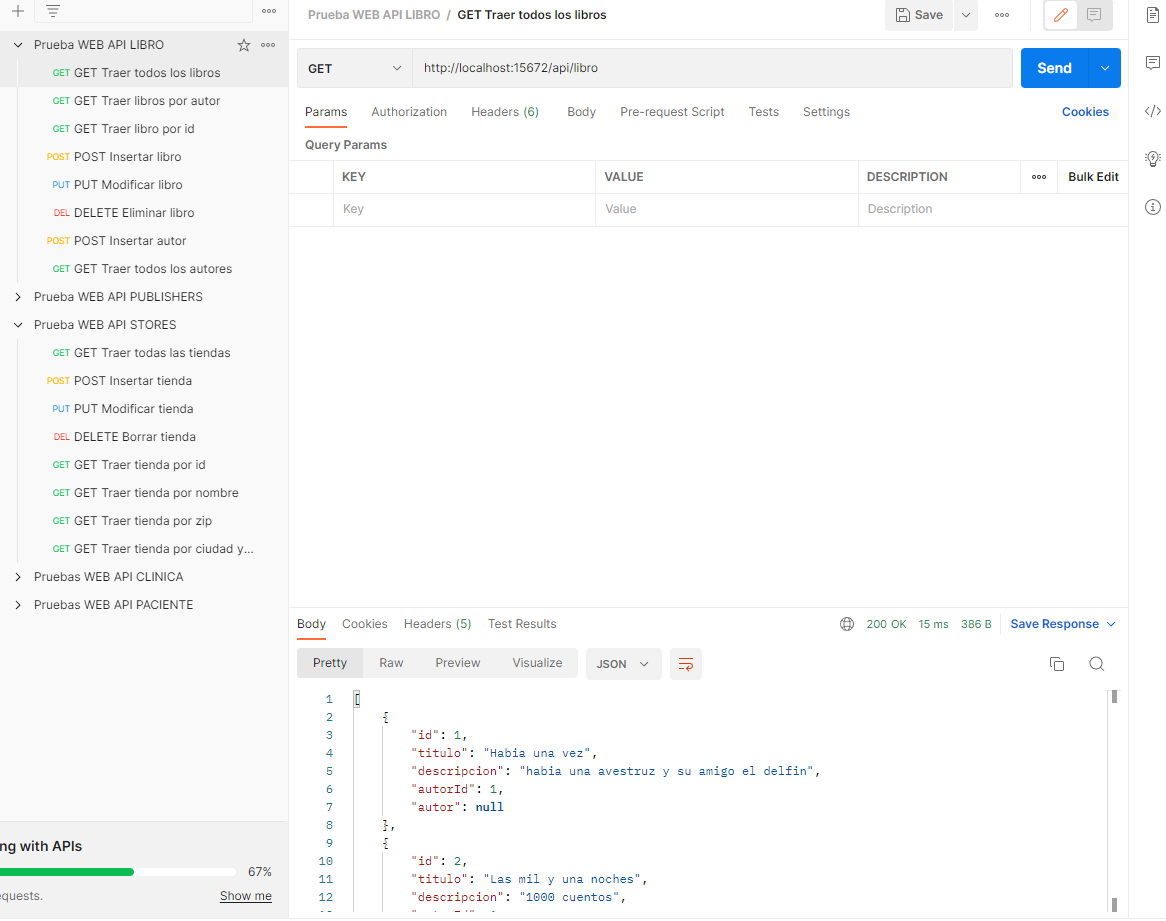 Prueba WEB API LIBRO
GET GET Traer todos los libros
GET GET Traer libros por autor
GET GET Traer libro por id
POST POST Insertar libro
PUT PUT Modificar libro
DEL DELETE Eliminar libro
POST POST Insertar autor
GET GET Traer todos los autores
Prueba WEB API PUBLISHERS
Prueba WEB API STORES
GET GET Traer todas las tiendas
POST POST Insertar tienda
PUT PUT Modificar tienda
DEL DELETE Borrar tienda
GET GET Traer tienda por id
GET GET Traer tienda por nombre
GET GET Traer tienda por zip
GET GET Traer tienda por ciudad y...
Pruebas WEB API CLINICA
Pruebas WEB API PACIENTE
ng with APIs
67%
equests. Show me
Prueba WEB API LIBRO / GET Traer todos los libros Save
GET http://localhost:15672/api/libro Send
Params Authorization Headers (6) Body Pre-request Script Tests Settings Cookies
Query Params
KEY VALUE DESCRIPTION Bulk Edit
Key Value Description
Body Cookies Headers (5) Test Results 200 OK 15 ms 386 B Save Response
Pretty Raw Preview Visualize JSON
1 [
2 {
3 "id": 1,
4 "titulo": "Habia una vez",
5 "descripcion": "habia una avestruz y su amigo el delfin",
6 "autorId": 1,
7 "autor": null
8 },
9 {
10 "id": 2,
11 "titulo": "Las mil y una noches",
12 "descripcion": "1000 cuentos",